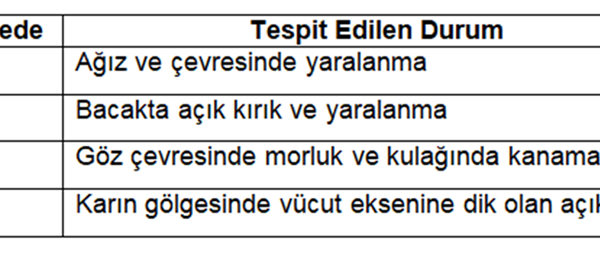 ede Tespit Edilen Durum
Ağız ve çevresinde yaralanma
Bacakta açık kırık ve yaralanma
Göz çevresinde morluk ve kulağında kanama
Karın gölgesinde vücut eksenine dik olan açık